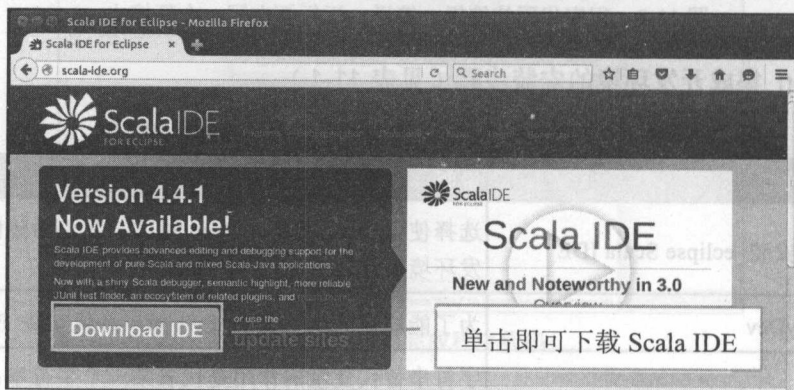 Scala IDE for Eclipse - Mozilla Firefox
Scala IDE for Eclipse
scala-ide.org
Search
ScalaIDE
FOR ECLIPSE
Version 4.4.1
Now Available!
Scala IDE provides advanced editing and debugging support for the
development of pure Scala and mixed Scala-Java applications.
Now with a shiny Scala debugger, semantic highlight, more reliable
JUnit test finder, an ecosystem of related plugins, and
Download IDE
or use the
update sites
ScalaIDE
FOR ECLIPSE
Scala IDE
New and Noteworthy in 3.0
Overview
单击即可下载 Scala IDE